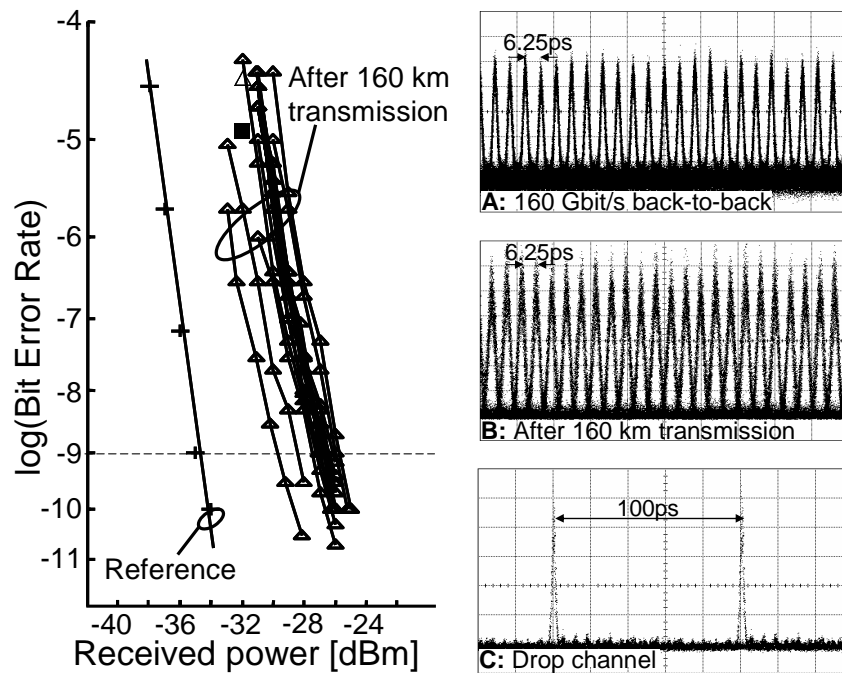 -4
-5
-6
-7
-8
-9
-10
-11
log(Bit Error Rate)
After 160 km
transmission
Reference
-40
-36
-32
-28
-24
Received power [dBm]
6.25ps
A: 160 Gbit/s back-to-back
6.25ps
B: After 160 km transmission
100ps
C: Drop channel